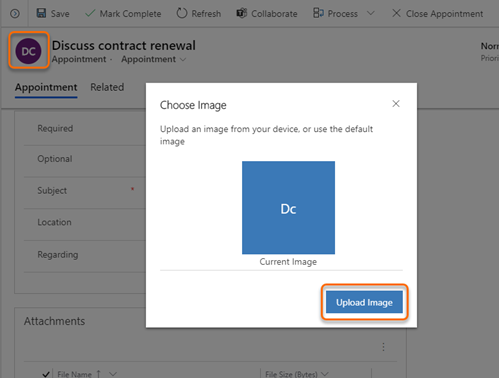 Save Mark Complete Refresh Collaborate Process Close Appointment
DC
Discuss contract renewal
Appointment · Appointment
Appointment Related
Required
Optional
Subject *
Location
Regarding
Choose Image
Upload an image from your device, or use the default
image
Dc
Current Image
Upload Image
Attachments
File Name ↑ File Size (Bytes)